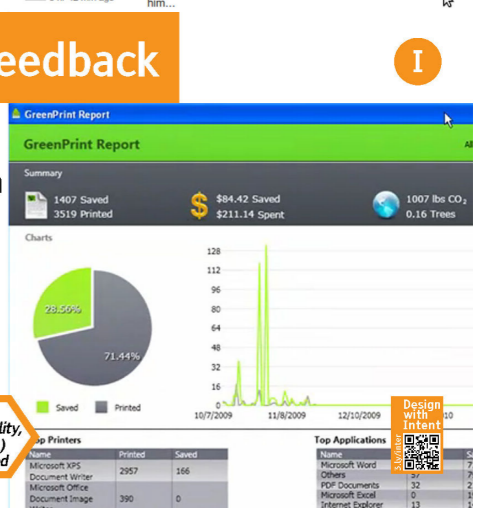 him...
eedback
I
GreenPrint Report
GreenPrint Report
Summary
1407 Saved
3519 Printed
$84.42 Saved
$211.14 Spent
1007 lbs CO₂
0.16 Trees
Charts
28.56%
71.44%
Saved
Printed
128
112
96
80
64
48
32
16
0
10/7/2009
11/8/2009
12/10/2009
10
Design
with
Intent
lity,
)
d
p Printers
Name Printed Saved
Microsoft XPS
Document Writer 2957 166
Microsoft Office
Document Image 390 0
Top Applications
Name
Microsoft Word
Others 57
PDF Documents 32
Microsoft Excel 0
Internet Explorer 13